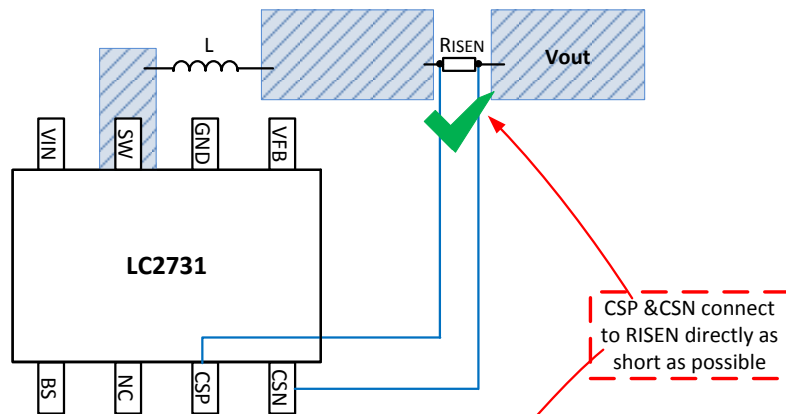 L
RISEN
Vout
VIN
SW
GND
VFB
LC2731
BS
NC
CSP
CSN
CSP &CSN connect
to RISEN directly as
short as possible